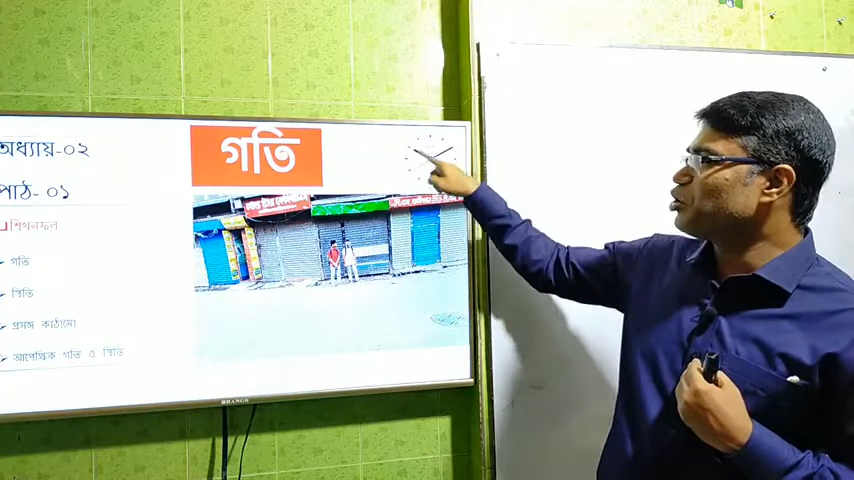 অধ্যায়-০২
পাঠ- ০১
গতি
শিখনফল
গতি
স্থিতি
প্রসঙ্গ কাঠামো
আপেক্ষিক গতি ও স্থিতি